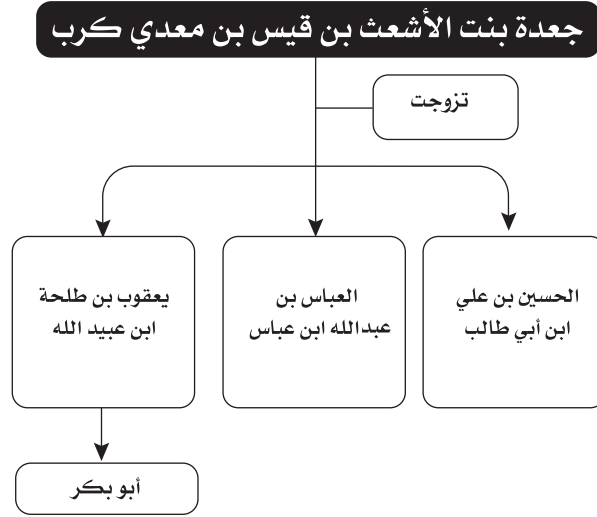 جعدة بنت الأشعث بن قيس بن معدي كرب
تزوجت
الحسين بن علي
ابن أبي طالب
العباس بن
عبدالله ابن عباس
يعقوب بن طلحة
ابن عبيد الله
أبو بكر